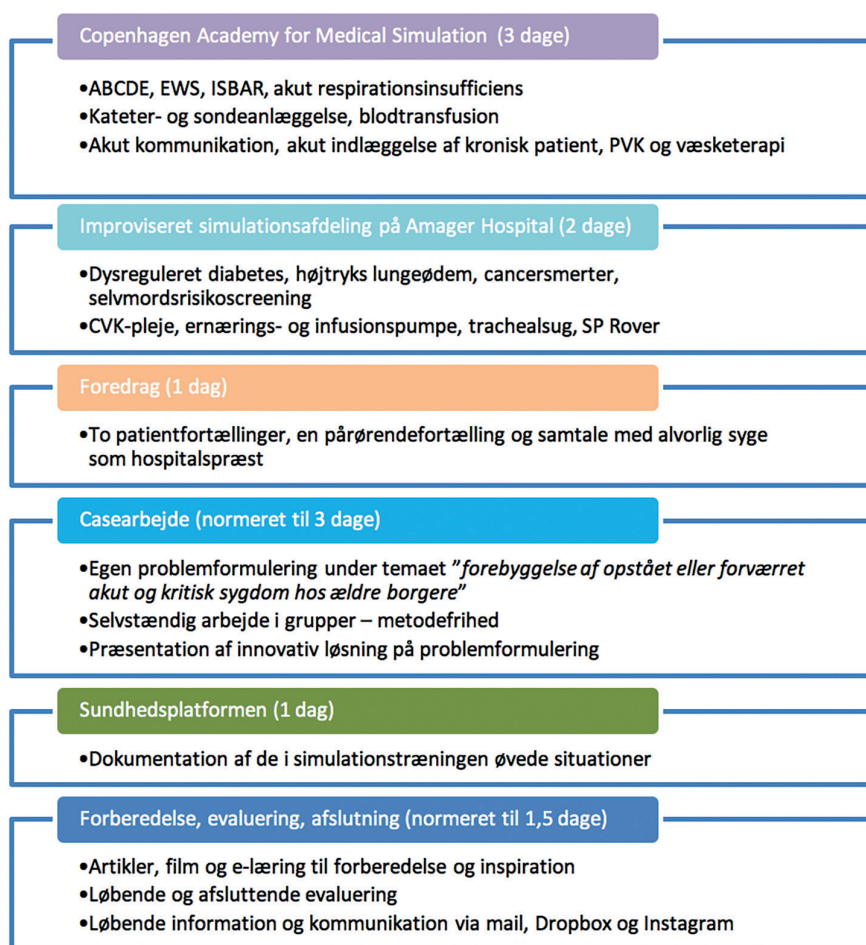 Copenhagen Academy for Medical Simulation (3 dage)
•ABCDE, EWS, ISBAR, akut respirationsinsufficiens
•Kateter- og sondeanlæggelse, blodtransfusion
•Akut kommunikation, akut indlæggelse af kronisk patient, PVK og væsketerapi
Improviseret simulationsafdeling på Amager Hospital (2 dage)
•Dysreguleret diabetes, højtryks lungeødem, cancersmerter,
selvmordsrisikoscreening
•CVK-pleje, ernærings- og infusionspumpe, trachealsug, SP Rover
Foredrag (1 dag)
•To patientfortællinger, en pårørendefortælling og samtale med alvorlig syge
som hospitalspræst
Casearbejde (normeret til 3 dage)
•Egen problemformulering under temaet ”forebyggelse af opstået eller forværret
akut og kritisk sygdom hos ældre borgere”
•Selvstændig arbejde i grupper – metodefrihed
•Præsentation af innovativ løsning på problemformulering
Sundhedsplatformen (1 dag)
•Dokumentation af de i simulationstræningen øvede situationer
Forberedelse, evaluering, afslutning (normeret til 1,5 dage)
•Artikler, film og e-læring til forberedelse og inspiration
•Løbende og afsluttende evaluering
•Løbende information og kommunikation via mail, Dropbox og Instagram